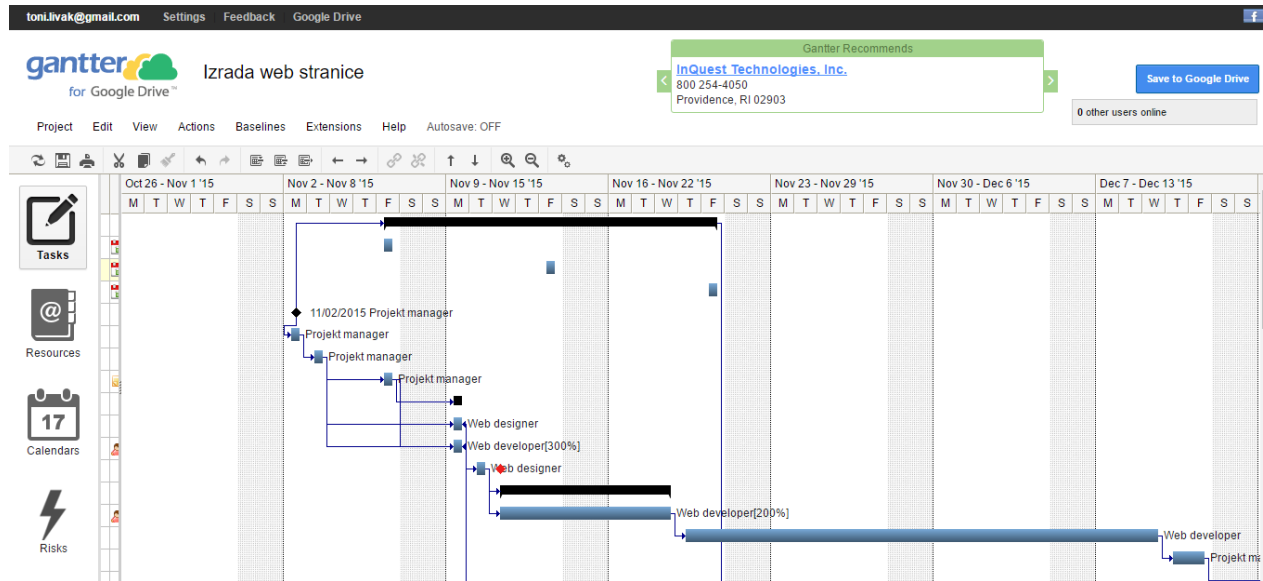 toni.livak@gmail.com Settings Feedback Google Drive
gantter
for Google Drive™
Izrada web stranice
Gantter Recommends
InQuest Technologies, Inc.
800 254-4050
Providence, RI 02903
Save to Google Drive
0 other users online
Project Edit View Actions Baselines Extensions Help Autosave: OFF
Oct 26 - Nov 1 '15 Nov 2 - Nov 8 '15 Nov 9 - Nov 15 '15 Nov 16 - Nov 22 '15 Nov 23 - Nov 29 '15 Nov 30 - Dec 6 '15 Dec 7 - Dec 13 '15
M T W T F S S M T W T F S S M T W T F S S M T W T F S S M T W T F S S M T W T F S S M T W T F S S
Tasks
Resources
17
Calendars
Risks
11/02/2015 Projekt manager
Projekt manager
Projekt manager
Projekt manager
Web designer
Web developer[300%]
Web designer
Web developer[200%]
Web developer
Projekt ma